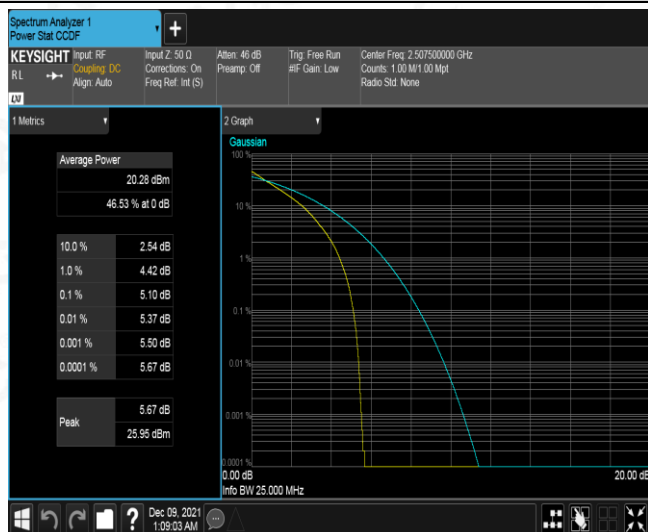 Spectrum Analyzer 1
Power Stat CCDF
+
KEYSIGHT
RL
LXI
Input: RF
Coupling: DC
Align: Auto
Input Z: 50 Ω
Corrections: On
Freq Ref: Int (S)
Atten: 46 dB
Preamp: Off
Trig: Free Run
#IF Gain: Low
Center Freq: 2.507500000 GHz
Counts: 1.00 M/1.00 Mpt
Radio Std: None
1 Metrics
Average Power
20.28 dBm
46.53 % at 0 dB
10.0 % 2.54 dB
1.0 % 4.42 dB
0.1 % 5.10 dB
0.01 % 5.37 dB
0.001 % 5.50 dB
0.0001 % 5.67 dB
Peak
5.67 dB
25.95 dBm
2 Graph
Gaussian
100 %
10 %
1 %
0.1 %
0.01 %
0.001 %
0.0001 %
0.00 dB
20.00 dB
Info BW 25.000 MHz
?
Dec 09, 2021
1:09:03 AM